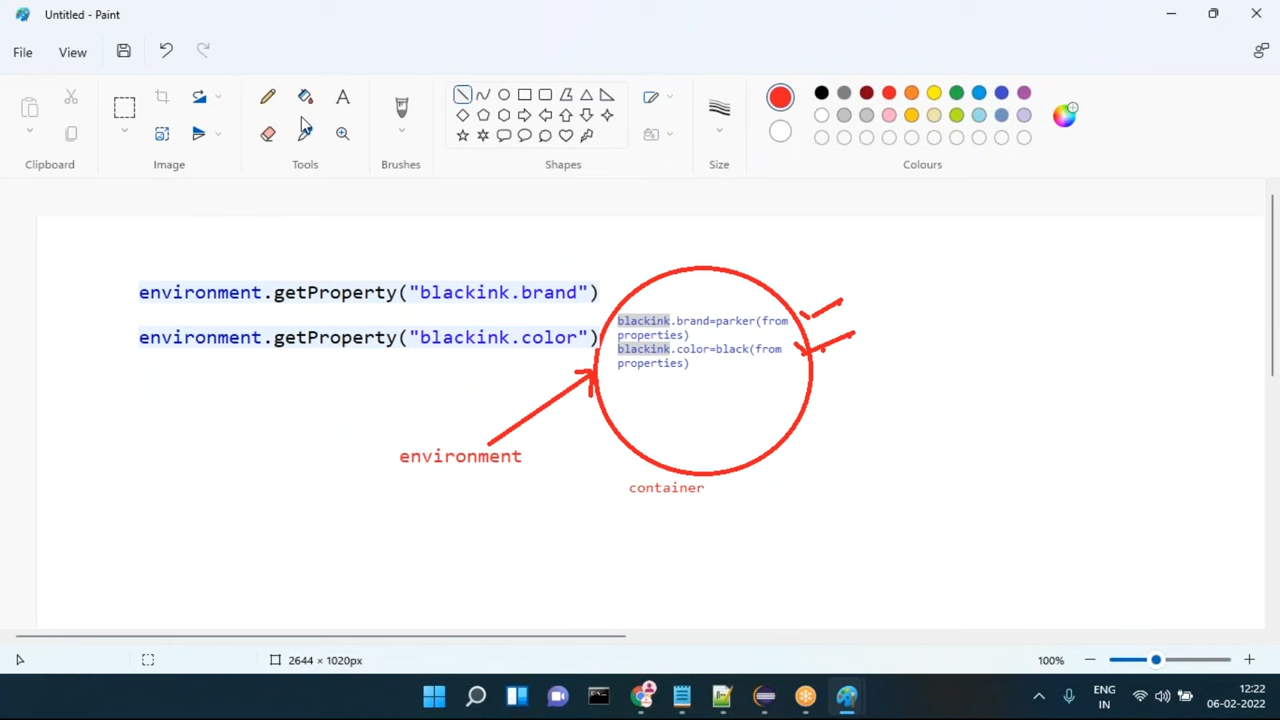 Untitled - Paint
File
View
Clipboard
Image
Tools
Brushes
Shapes
Size
Colours
environment.getProperty("blackink.brand")
environment.getProperty("blackink.color")
blackink.brand=parker(from
properties)
blackink.color=black(from
properties)
environment
container
2644 × 1020px
100%
ENG
IN
12:22
06-02-2022